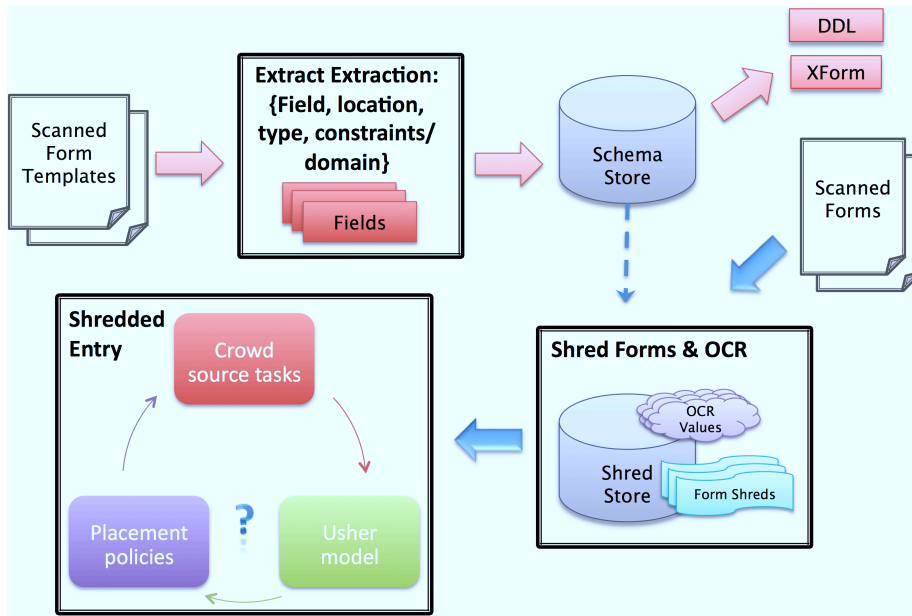 Scanned
Form
Templates
Extract Extraction:
{Field, location,
type, constraints/
domain}
Fields
Schema
Store
DDL
XForm
Scanned
Forms
Shred Forms & OCR
OCR
Values
Shred
Store
Form Shreds
Shredded
Entry
Crowd
source tasks
Placement
policies
?
Usher
model